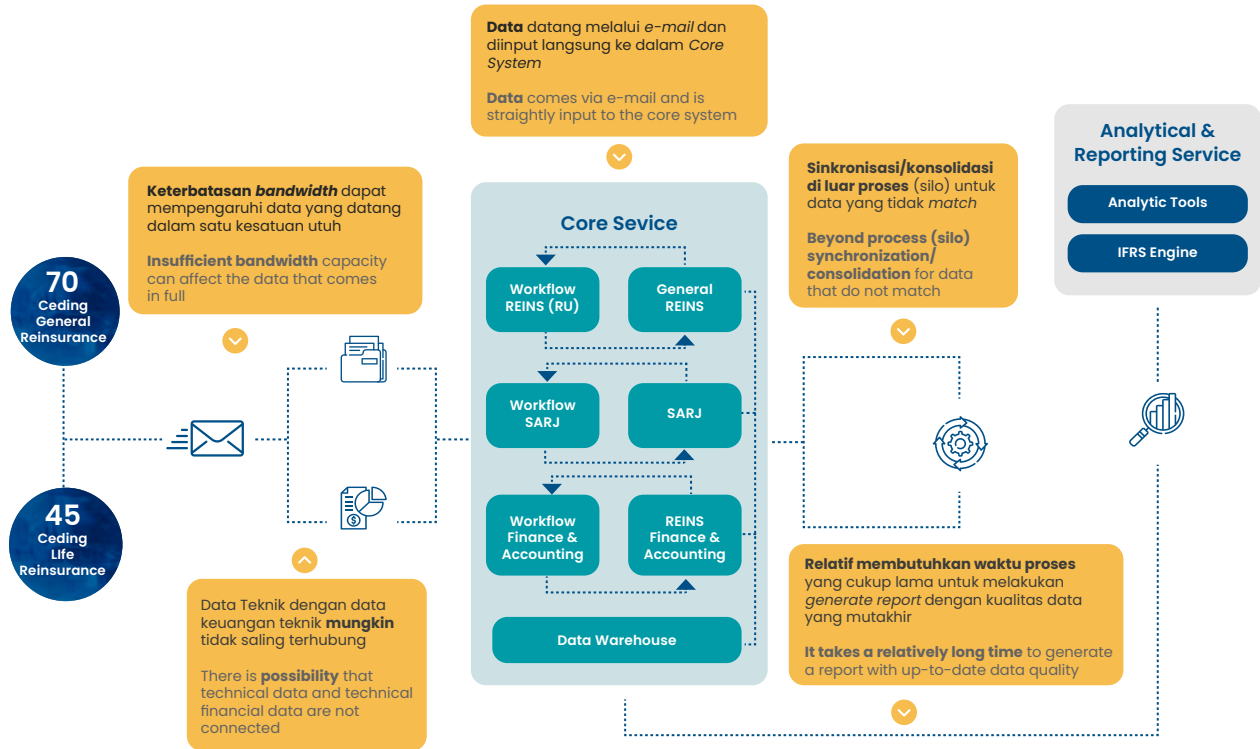 Data datang melalui e-mail dan
diinput langsung ke dalam Core
System
Data comes via e-mail and is
straightly input to the core system
Keterbatasan bandwidth dapat
mempengaruhi data yang datang
dalam satu kesatuan utuh
Insufficient bandwidth capacity
can affect the data that comes
in full
70
Ceding
General
Reinsurance
45
Ceding
LIfe
Reinsurance
Data Teknik dengan data
keuangan teknik mungkin
tidak saling terhubung
There is possibility that
technical data and technical
financial data are not
connected
Core Sevice
Workflow
REINS (RU)
General
REINS
Workflow
SARJ
SARJ
Workflow
Finance &
Accounting
REINS
Finance &
Accounting
Data Warehouse
Sinkronisasi/konsolidasi
di luar proses (silo) untuk
data yang tidak match
Beyond process (silo)
synchronization/
consolidation for data
that do not match
Relatif membutuhkan waktu proses
yang cukup lama untuk melakukan
generate report dengan kualitas data
yang mutakhir
It takes a relatively long time to generate
a report with up-to-date data quality
Analytical &
Reporting Service
Analytic Tools
IFRS Engine